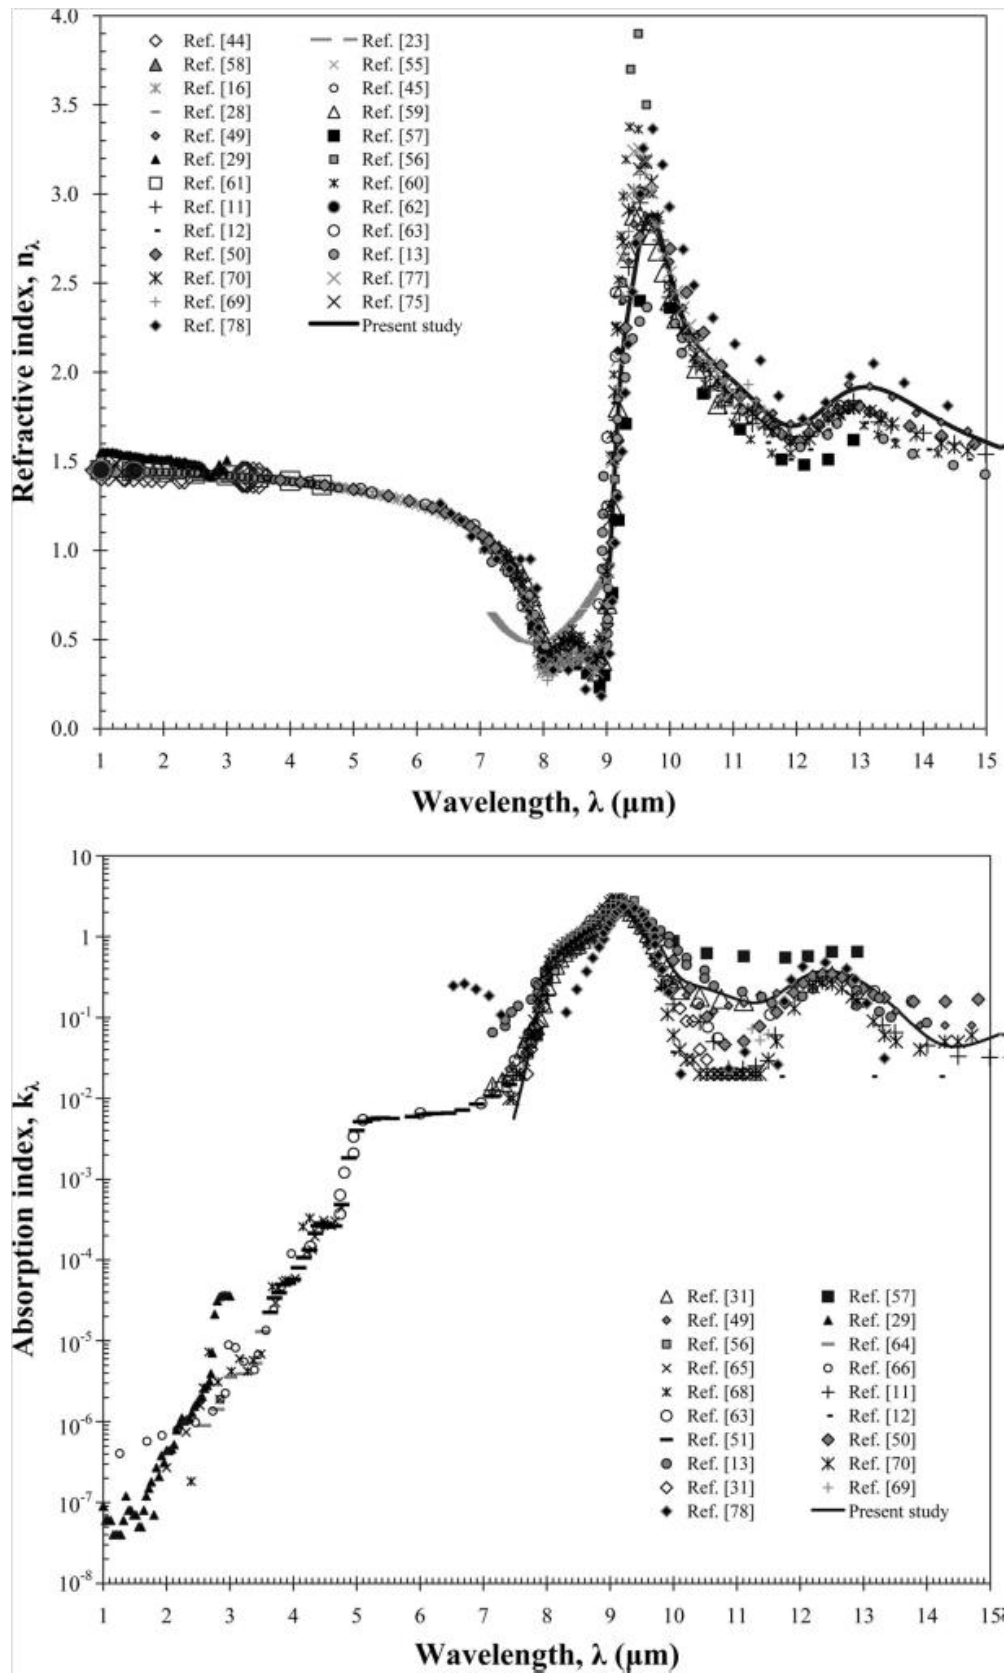 4.0
Ref. [44] Ref. [23]
Ref. [58] Ref. [55]
3.5
Ref. [16] Ref. [45]
Ref. [28] Ref. [59]
Ref. [49] Ref. [57]
Ref. [29] Ref. [56]
3.0
Ref. [61] Ref. [60]
Ref. [11] Ref. [62]
Ref. [12] Ref. [63]
2.5
Ref. [50] Ref. [13]
Ref. [70] Ref. [77]
Ref. [69] Ref. [75]
Ref. [78] Present study
2.0
1.5
1.0
0.5
0.0
Refractive index, nλ
1 2 3 4 5 6 7 8 9 10 11 12 13 14 15
Wavelength, λ (μm)
10
1
10-1
10-2
10-3
10-4
10-5
10-6
10-7
10-8
Absorption index, kλ
Ref. [31] Ref. [57]
Ref. [49] Ref. [29]
Ref. [56] Ref. [64]
Ref. [65] Ref. [66]
Ref. [68] Ref. [11]
Ref. [63] Ref. [12]
Ref. [51] Ref. [50]
Ref. [13] Ref. [70]
Ref. [31] Ref. [69]
Ref. [78] Present study
1 2 3 4 5 6 7 8 9 10 11 12 13 14 15
Wavelength, λ (μm)